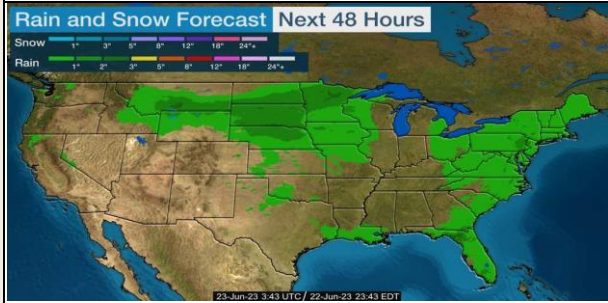 Rain and Snow Forecast Next 48 Hours
Snow
1" 3" 5" 8" 12" 18" 24"+
Rain
1" 2" 3" 5" 8" 12" 18" 24"+
23-Jun-23 3:43 UTC / 22-Jun-23 23:43 EDT